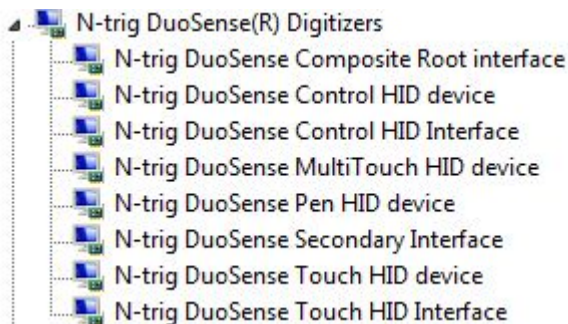 N-trig DuoSense(R) Digitizers
N-trig DuoSense Composite Root interface
N-trig DuoSense Control HID device
N-trig DuoSense Control HID Interface
N-trig DuoSense MultiTouch HID device
N-trig DuoSense Pen HID device
N-trig DuoSense Secondary Interface
N-trig DuoSense Touch HID device
N-trig DuoSense Touch HID Interface